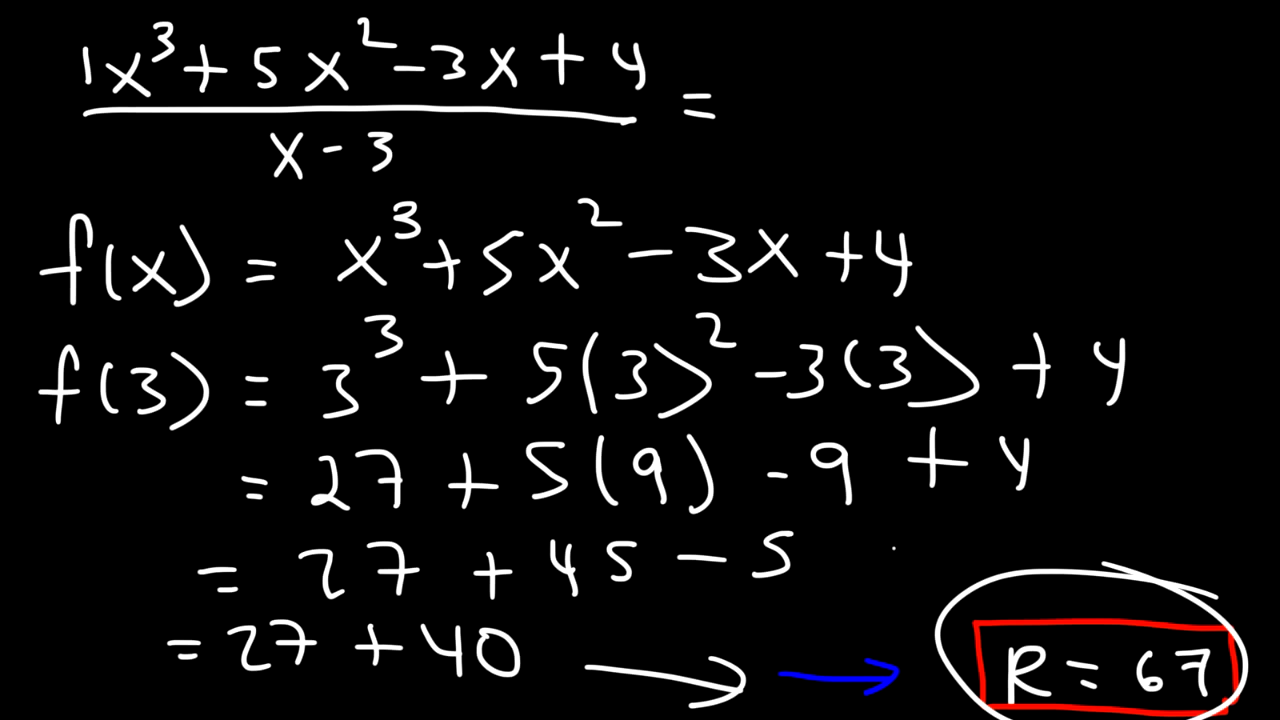 1x³ + 5x² - 3x + 4 =
x - 3
f(x) = x³ + 5x² - 3x + 4
f(3) = 3³ + 5(3)² - 3(3) + 4
= 27 + 5(9) - 9 + 4
= 27 + 45 - 5
= 27 + 40 → → R = 67